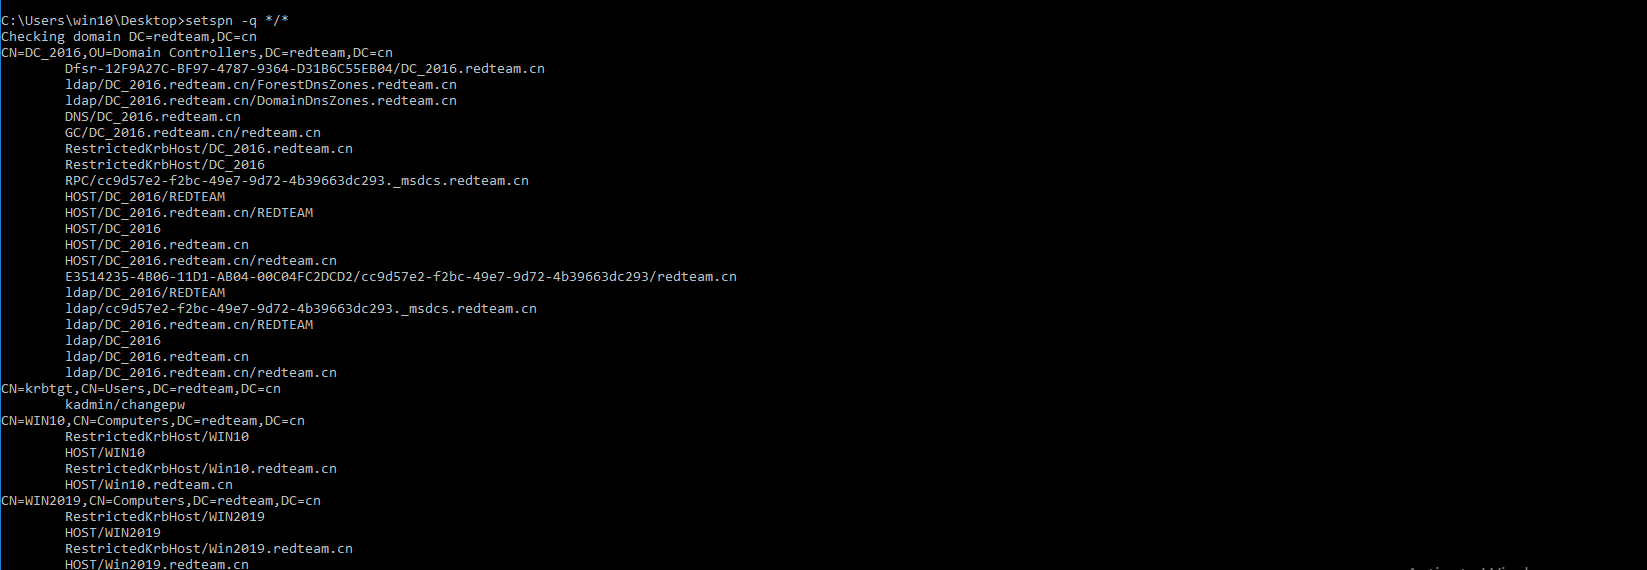 C:\Users\win10\Desktop>setspn -q */*
Checking domain DC=redteam,DC=cn
CN=DC_2016,OU=Domain Controllers,DC=redteam,DC=cn
Dfsr-12F9A27C-BF97-4787-9364-D31B6C55EB04/DC_2016.redteam.cn
ldap/DC_2016.redteam.cn/ForestDnsZones.redteam.cn
ldap/DC_2016.redteam.cn/DomainDnsZones.redteam.cn
DNS/DC_2016.redteam.cn
GC/DC_2016.redteam.cn/redteam.cn
RestrictedKrbHost/DC_2016.redteam.cn
RestrictedKrbHost/DC_2016
RPC/cc9d57e2-f2bc-49e7-9d72-4b39663dc293._msdcs.redteam.cn
HOST/DC_2016/REDTEAM
HOST/DC_2016.redteam.cn/REDTEAM
HOST/DC_2016
HOST/DC_2016.redteam.cn
HOST/DC_2016.redteam.cn/redteam.cn
E3514235-4B06-11D1-AB04-00C04FC2DCD2/cc9d57e2-f2bc-49e7-9d72-4b39663dc293/redteam.cn
ldap/DC_2016/REDTEAM
ldap/cc9d57e2-f2bc-49e7-9d72-4b39663dc293._msdcs.redteam.cn
ldap/DC_2016.redteam.cn/REDTEAM
ldap/DC_2016
ldap/DC_2016.redteam.cn
ldap/DC_2016.redteam.cn/redteam.cn
CN=krbtgt,CN=Users,DC=redteam,DC=cn
kadmin/changepw
CN=WIN10,CN=Computers,DC=redteam,DC=cn
RestrictedKrbHost/WIN10
HOST/WIN10
RestrictedKrbHost/Win10.redteam.cn
HOST/Win10.redteam.cn
CN=WIN2019,CN=Computers,DC=redteam,DC=cn
RestrictedKrbHost/WIN2019
HOST/WIN2019
RestrictedKrbHost/Win2019.redteam.cn
HOST/Win2019.redteam.cn